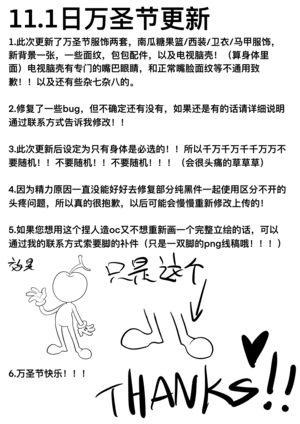 11.1日万圣节更新
1.此次更新了万圣节服饰两套，南瓜糖果篮/西装/卫衣/马甲服饰，
新背景一张，一些面纹，包包配件，以及电视脑壳！（算身体里
面）电视脑壳有专门的嘴巴眼睛，和正常嘴脸面纹等不通用致
歉！！以及还有些杂七杂八的。
2.修复了一些bug，但不确定还有没有，如果还是有的话请详细说明
通过联系方式告诉我修改！！
3.此次更新后设定为只有身体是必选的！！所以千万千万千千万万不
要随机！！不要随机！！不要随机！！！（会很头痛的草草草）
4.因为精力原因一直没能好好去修复部分纯黑件一起使用区分不开的
头疼问题，所以真的很抱歉，以后可能会慢慢重新修改上传的！
5.如果您想用这个捏人造oc又不想重新画一个完整立绘的话，可以
通过我的联系方式索要脚的补件（只是一双脚的png线稿哦！！！）
效果
只是这个
6.万圣节快乐！！！
THANKS!!